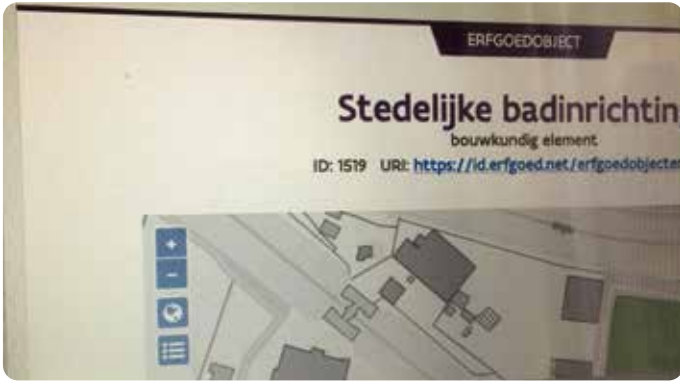 ERFGOEDOBJECT
Stedelijke badinrichtin
bouwkundig element
ID: 1519 URI: https://id.erfgoed.net/erfgoedobjecten
+
-